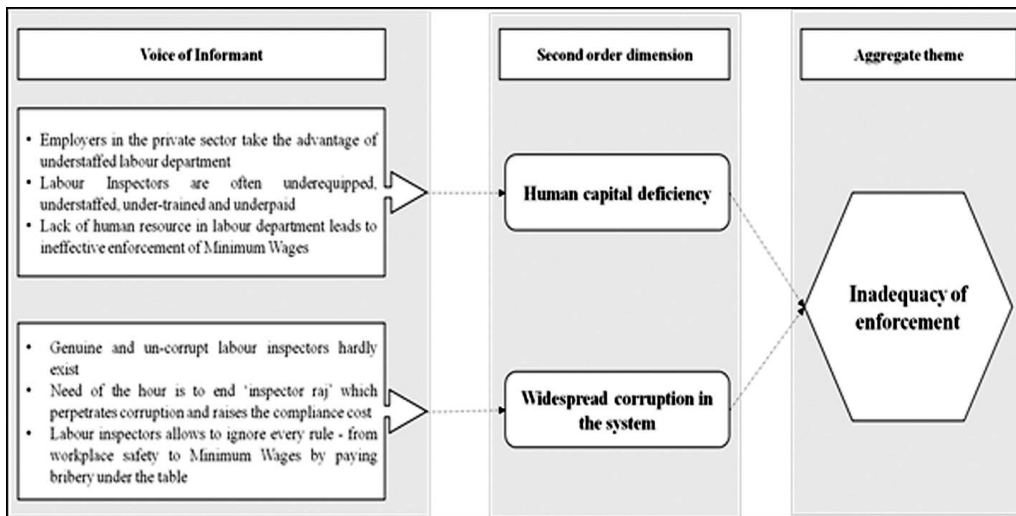 Voice of Informant
Second order dimension
Aggregate theme
• Employers in the private sector take the advantage of
understaffed labour department
• Labour Inspectors are often underequipped,
understaffed, under-trained and underpaid
• Lack of human resource in labour department leads to
ineffective enforcement of Minimum Wages
Human capital deficiency
• Genuine and un-corrupt labour inspectors hardly
exist
• Need of the hour is to end ‘inspector raj’ which
perpetrates corruption and raises the compliance cost
• Labour inspectors allows to ignore every rule - from
workplace safety to Minimum Wages by paying
bribery under the table
Widespread corruption in
the system
Inadequacy of
enforcement